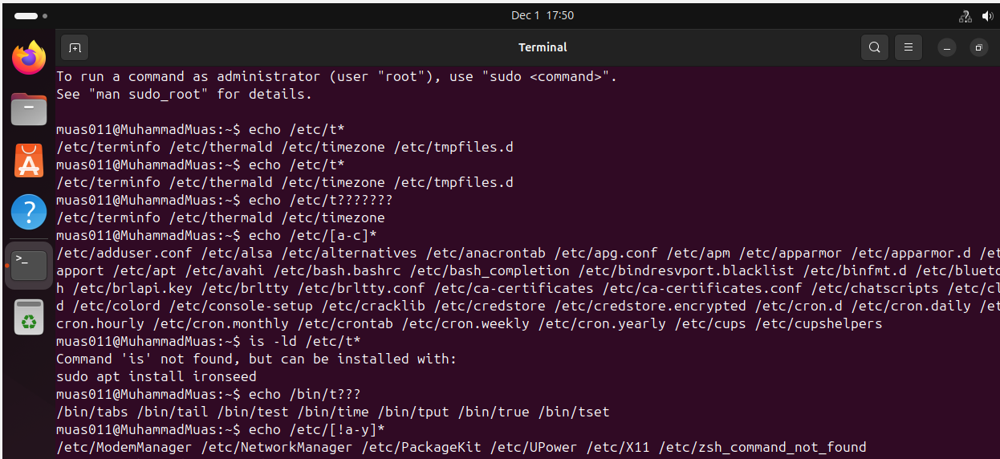 Dec 1 17:50
Terminal
To run a command as administrator (user "root"), use "sudo <command>".
See "man sudo_root" for details.
muas011@MuhammadMuas:~$ echo /etc/t*
/etc/terminfo /etc/thermald /etc/timezone /etc/tmpfiles.d
muas011@MuhammadMuas:~$ echo /etc/t*
/etc/terminfo /etc/thermald /etc/timezone /etc/tmpfiles.d
muas011@MuhammadMuas:~$ echo /etc/t???????
/etc/terminfo /etc/thermald /etc/timezone
muas011@MuhammadMuas:~$ echo /etc/[a-c]*
/etc/adduser.conf /etc/alsa /etc/alternatives /etc/anacrontab /etc/apg.conf /etc/apm /etc/apparmor /etc/apparmor.d /et
apport /etc/apt /etc/avahi /etc/bash.bashrc /etc/bash_completion /etc/bindresvport.blacklist /etc/binfmt.d /etc/blueto
h /etc/brlapi.key /etc/brltty /etc/brltty.conf /etc/ca-certificates /etc/ca-certificates.conf /etc/chatscripts /etc/cl
d /etc/colord /etc/console-setup /etc/cracklib /etc/credstore /etc/credstore.encrypted /etc/cron.d /etc/cron.daily /et
cron.hourly /etc/cron.monthly /etc/crontab /etc/cron.weekly /etc/cron.yearly /etc/cups /etc/cupshelpers
muas011@MuhammadMuas:~$ is -ld /etc/t*
Command 'is' not found, but can be installed with:
sudo apt install ironseed
muas011@MuhammadMuas:~$ echo /bin/t???
/bin/tabs /bin/tail /bin/test /bin/time /bin/tput /bin/true /bin/tset
muas011@MuhammadMuas:~$ echo /etc/[!a-y]*
/etc/ModemManager /etc/NetworkManager /etc/PackageKit /etc/UPower /etc/X11 /etc/zsh_command_not_found